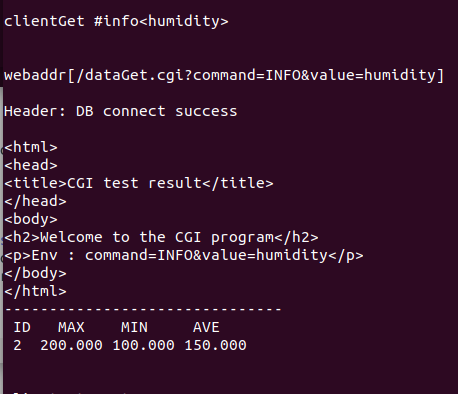 clientGet #info<humidity>
webaddr[/dataGet.cgi?command=INFO&value=humidity]
Header: DB connect success
<html>
<head>
<title>CGI test result</title>
</head>
<body>
<h2>Welcome to the CGI program</h2>
<p>Env : command=INFO&value=humidity</p>
</body>
</html>
-------------------------------
ID MAX MIN AVE
2 200.000 100.000 150.000